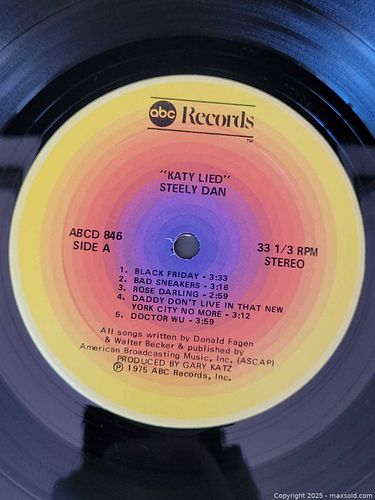 abc Records
TM
"KATY LIED"
STEELY DAN
ABCD 846
SIDE A
33 1/3 RPM
STEREO
1. BLACK FRIDAY - 3:33
2. BAD SNEAKERS - 3:16
3. ROSE DARLING - 2:59
4. DADDY DON'T LIVE IN THAT NEW
YORK CITY NO MORE - 3:12
5. DOCTOR WU - 3:59
All songs written by Donald Fagen
& Walter Becker & published by
American Broadcasting Music, Inc. (ASCAP)
PRODUCED BY GARY KATZ
℗ 1975 ABC Records, Inc.
Copyright 2025 - maxsold.com